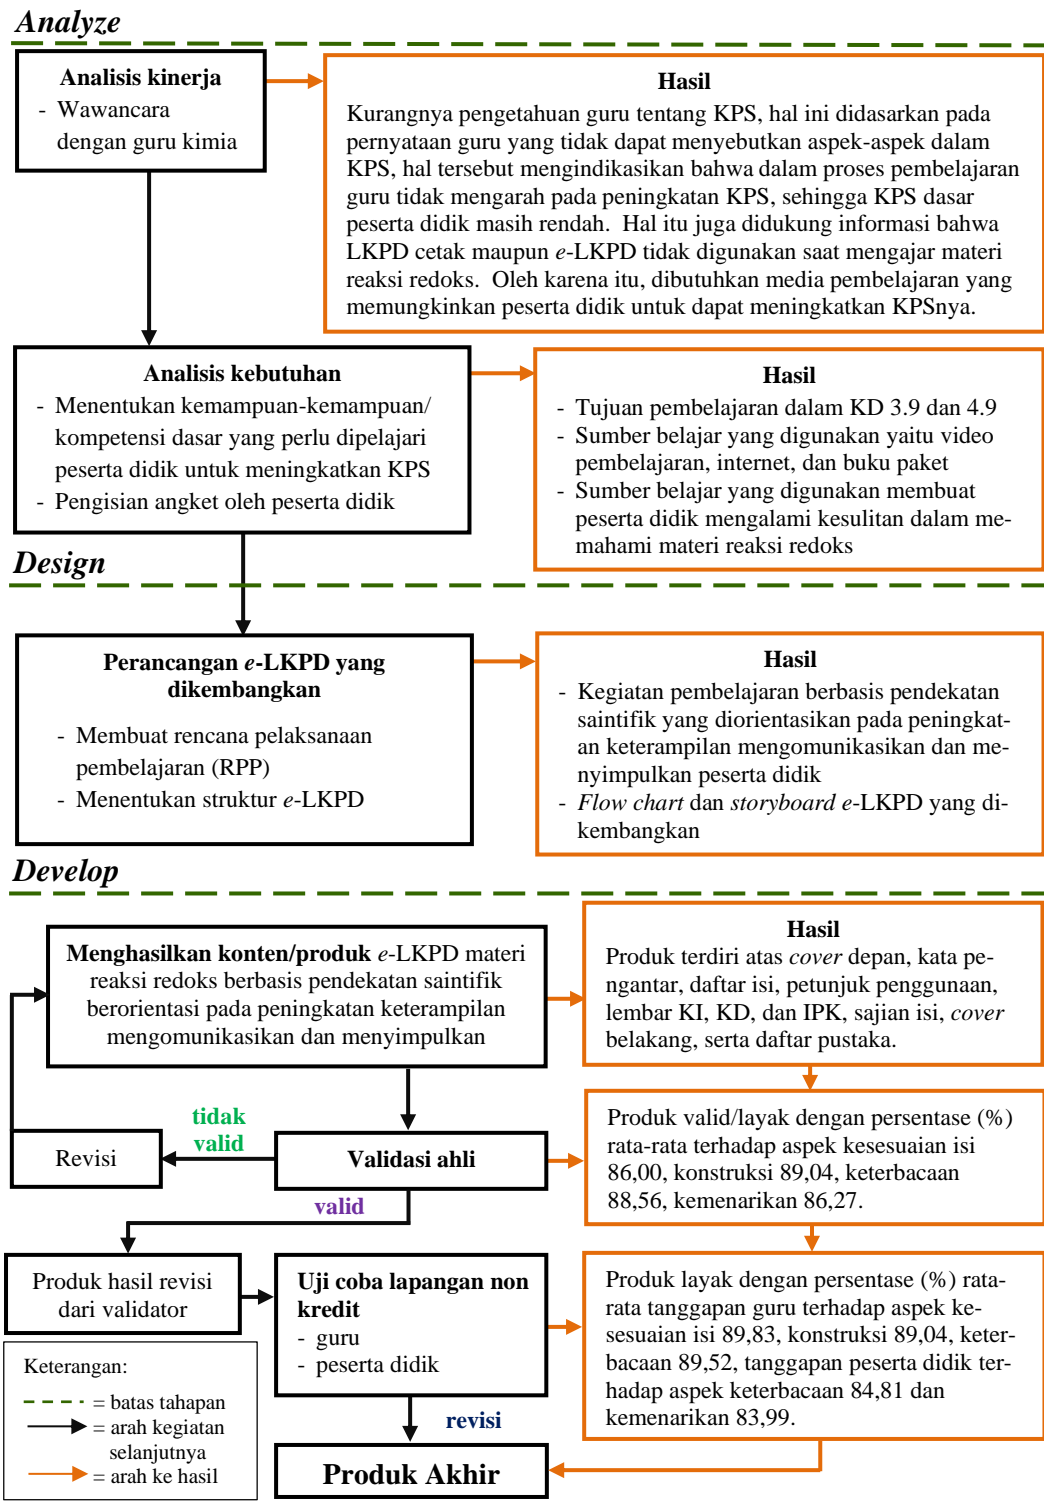 Analyze
Analisis kinerja
- Wawancara
dengan guru kimia
Hasil
Kurangnya pengetahuan guru tentang KPS, hal ini didasarkan pada
pernyataan guru yang tidak dapat menyebutkan aspek-aspek dalam
KPS, hal tersebut mengindikasikan bahwa dalam proses pembelajaran
guru tidak mengarah pada peningkatan KPS, sehingga KPS dasar
peserta didik masih rendah. Hal itu juga didukung informasi bahwa
LKPD cetak maupun e-LKPD tidak digunakan saat mengajar materi
reaksi redoks. Oleh karena itu, dibutuhkan media pembelajaran yang
memungkinkan peserta didik untuk dapat meningkatkan KPSnya.
Analisis kebutuhan
- Menentukan kemampuan-kemampuan/
kompetensi dasar yang perlu dipelajari
peserta didik untuk meningkatkan KPS
- Pengisian angket oleh peserta didik
Hasil
- Tujuan pembelajaran dalam KD 3.9 dan 4.9
- Sumber belajar yang digunakan yaitu video
pembelajaran, internet, dan buku paket
- Sumber belajar yang digunakan membuat
peserta didik mengalami kesulitan dalam me-
mahami materi reaksi redoks
Design
Perancangan e-LKPD yang
dikembangkan
- Membuat rencana pelaksanaan
pembelajaran (RPP)
- Menentukan struktur e-LKPD
Hasil
- Kegiatan pembelajaran berbasis pendekatan
saintifik yang diorientasikan pada peningkat-
an keterampilan mengomunikasikan dan me-
nyimpulkan peserta didik
- Flow chart dan storyboard e-LKPD yang di-
kembangkan
Develop
Menghasilkan konten/produk e-LKPD materi
reaksi redoks berbasis pendekatan saintifik
berorientasi pada peningkatan keterampilan
mengomunikasikan dan menyimpulkan
Hasil
Produk terdiri atas cover depan, kata pe-
ngantar, daftar isi, petunjuk penggunaan,
lembar KI, KD, dan IPK, sajian isi, cover
belakang, serta daftar pustaka.
tidak
valid
Revisi
Validasi ahli
Produk valid/layak dengan persentase (%)
rata-rata terhadap aspek kesesuaian isi
86,00, konstruksi 89,04, keterbacaan
88,56, kemenarikan 86,27.
valid
Produk hasil revisi
dari validator
Uji coba lapangan non
kredit
- guru
- peserta didik
Produk layak dengan persentase (%) rata-
rata tanggapan guru terhadap aspek ke-
sesuaian isi 89,83, konstruksi 89,04, keter-
bacaan 89,52, tanggapan peserta didik ter-
hadap aspek keterbacaan 84,81 dan
kemenarikan 83,99.
revisi
Produk Akhir
Keterangan:
= batas tahapan
= arah kegiatan
selanjutnya
= arah ke hasil